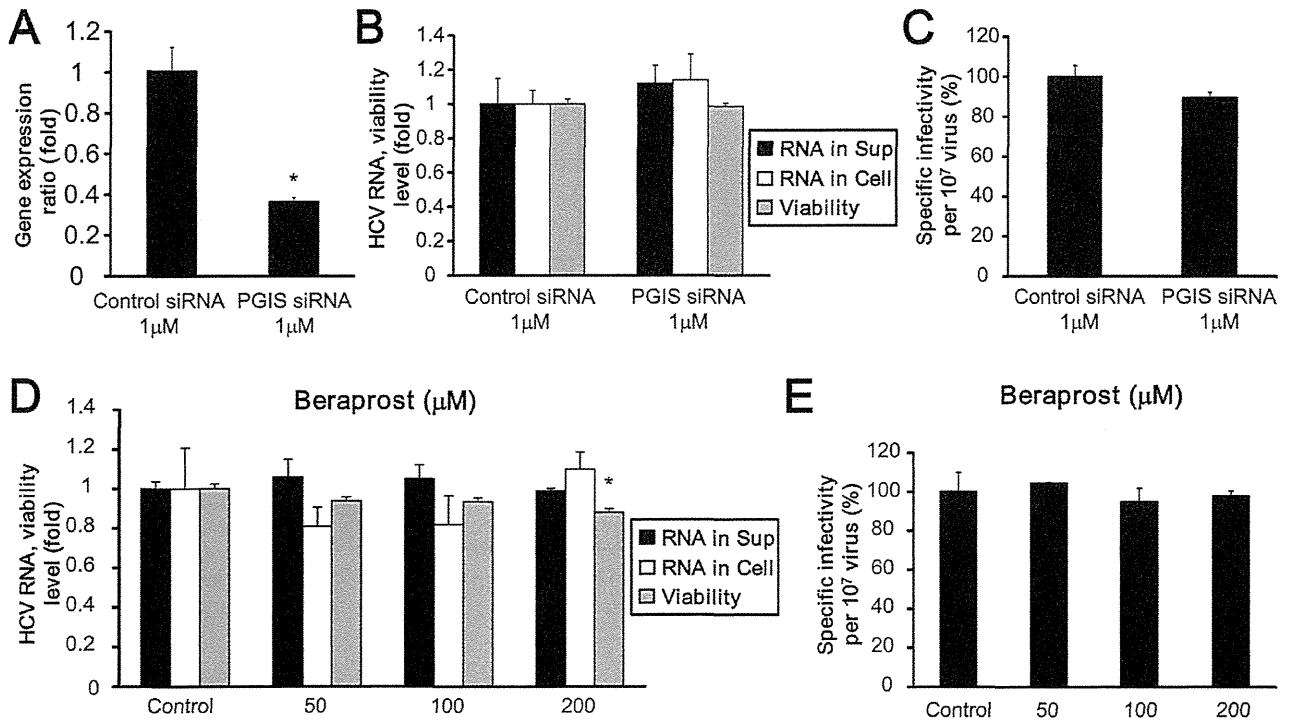 A
Gene expression
ratio (fold)
1.2
1
0.8
0.6
0.4
0.2
0
*
Control siRNA
1μM
PGIS siRNA
1μM
B
HCV RNA, viability
level (fold)
1.4
1.2
1
0.8
0.6
0.4
0.2
0
Control siRNA
1μM
PGIS siRNA
1μM
RNA in Sup
RNA in Cell
Viability
C
Specific infectivity
per 10⁷ virus (%)
120
100
80
60
40
20
0
Control siRNA
1μM
PGIS siRNA
1μM
D
Beraprost (μM)
HCV RNA, viability
level (fold)
1.4
1.2
1
0.8
0.6
0.4
0.2
0
*
Control
50
100
200
RNA in Sup
RNA in Cell
Viability
E
Beraprost (μM)
Specific infectivity
per 10⁷ virus (%)
120
100
80
60
40
20
0
Control
50
100
200